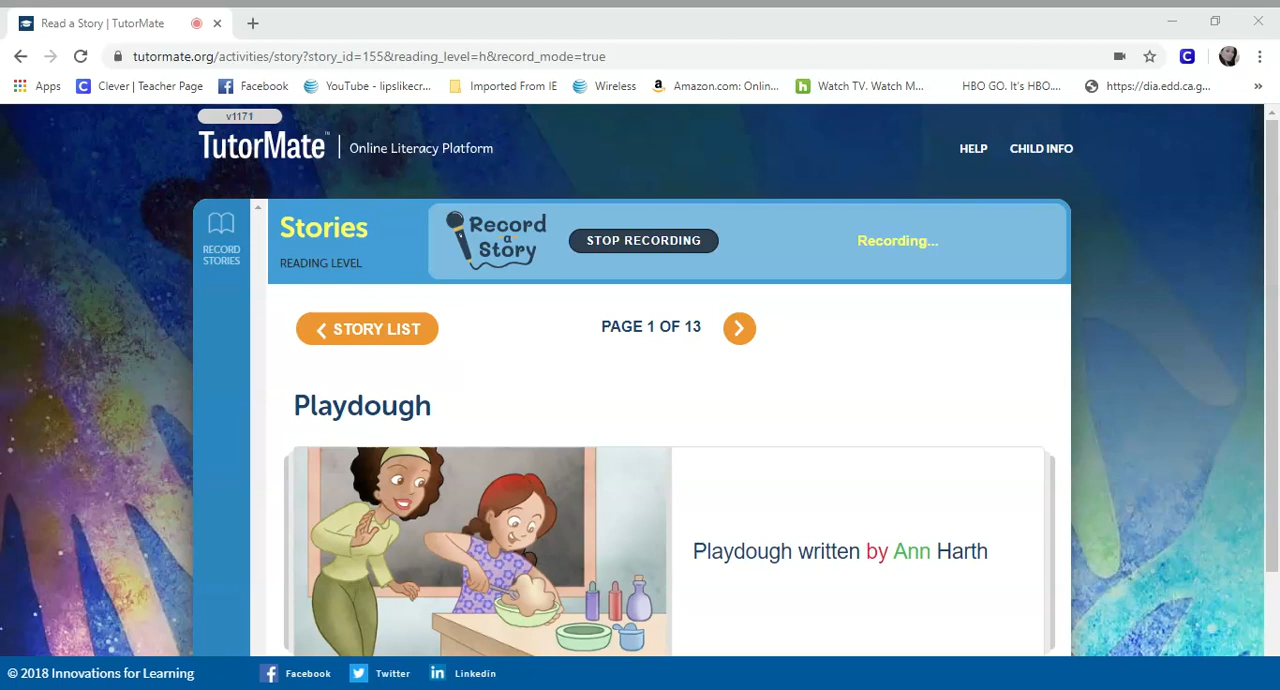 Read a Story | TutorMate
tutormate.org/activities/story?story_id=155&reading_level=h&record_mode=true
Apps Clever | Teacher Page Facebook YouTube - lipslikecr... Imported From IE Wireless Amazon.com: Onlin... Watch TV. Watch M... HBO GO. It's HBO.... https://dia.edd.ca.g... »
v1171
TutorMate™ | Online Literacy Platform
HELP CHILD INFO
RECORD
STORIES
Stories
READING LEVEL
Record
a
Story
STOP RECORDING
Recording...
STORY LIST
PAGE 1 OF 13
Playdough
Playdough written by Ann Harth
© 2018 Innovations for Learning Facebook Twitter Linkedin